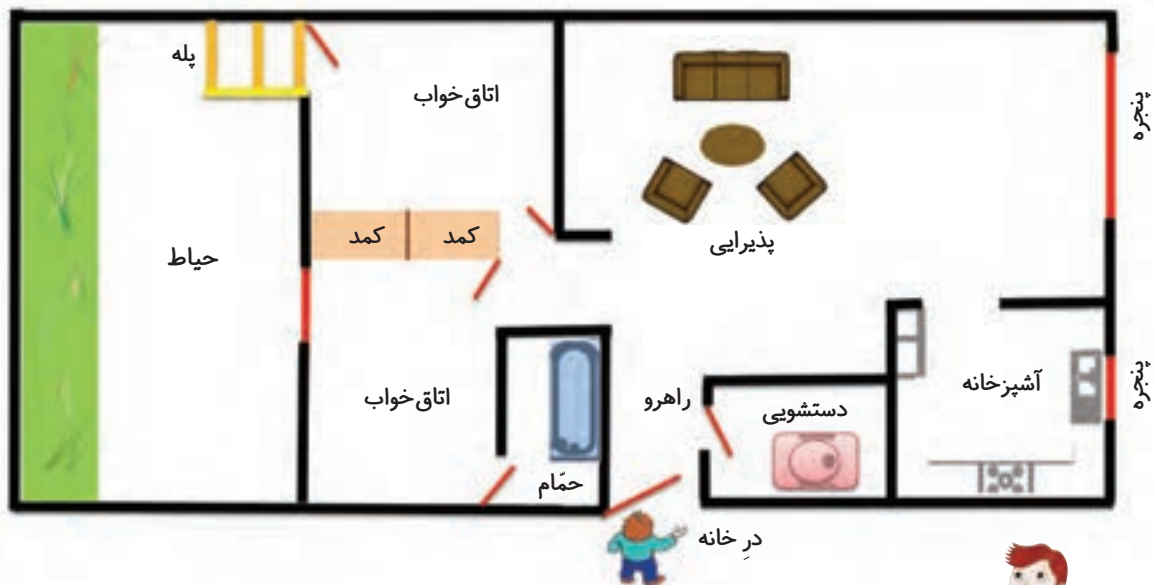 پله
اتاق‌خواب
پنجره
کمد
کمد
پذیرایی
حیاط
آشپزخانه
پنجره
راهرو
اتاق‌خواب
دستشویی
حمّام
درِ خانه